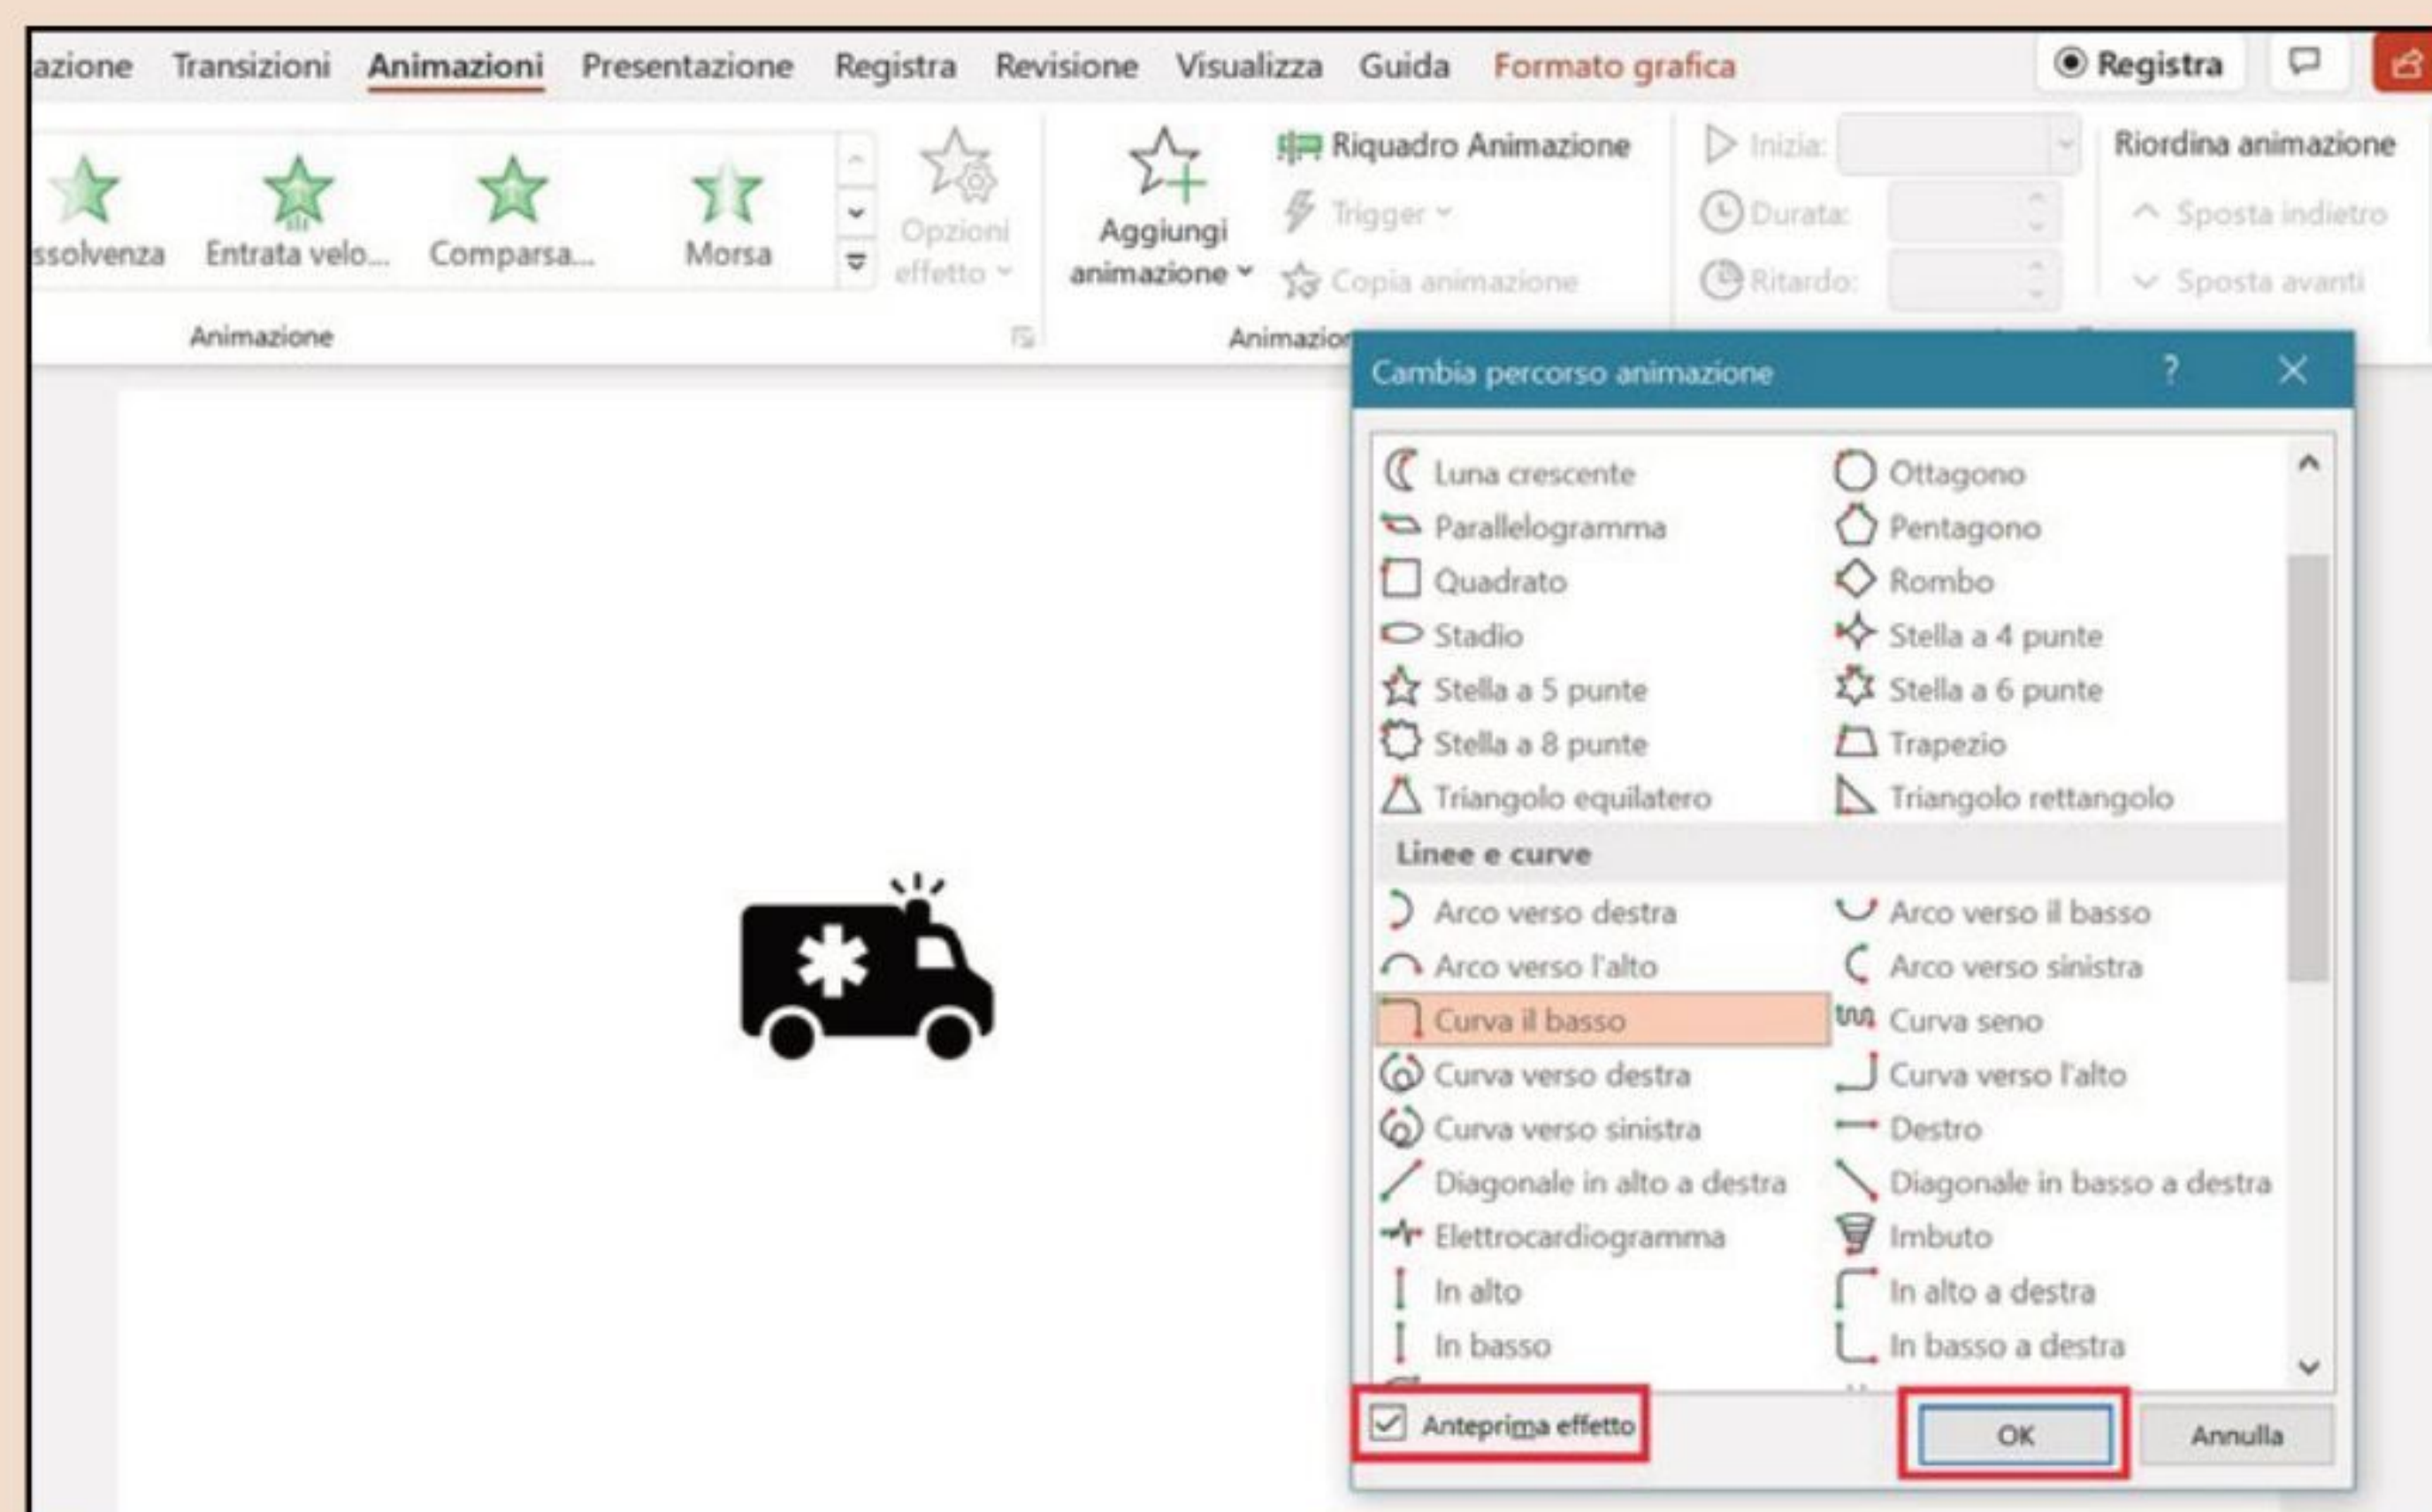 azione Transizioni Animazioni Presentazione Registra Revisione Visualizza Guida Formato grafica Registra
ssolvenza Entrata velo... Comparsa... Morsa
Animazione
Opzioni
effetto
Aggiungi
animazione
Riquadro Animazione
Trigger
Copia animazione
Animazion
Inizia:
Durata:
Ritardo:
Riordina animazione
Sposta indietro
Sposta avanti
Cambia percorso animazione ?
Luna crescente Ottagono
Parallelogramma Pentagono
Quadrato Rombo
Stadio Stella a 4 punte
Stella a 5 punte Stella a 6 punte
Stella a 8 punte Trapezio
Triangolo equilatero Triangolo rettangolo
Linee e curve
Arco verso destra Arco verso il basso
Arco verso l'alto Arco verso sinistra
Curva il basso Curva seno
Curva verso destra Curva verso l'alto
Curva verso sinistra Destro
Diagonale in alto a destra Diagonale in basso a destra
Elettrocardiogramma Imbuto
In alto In alto a destra
In basso In basso a destra
Anteprima effetto OK Annulla